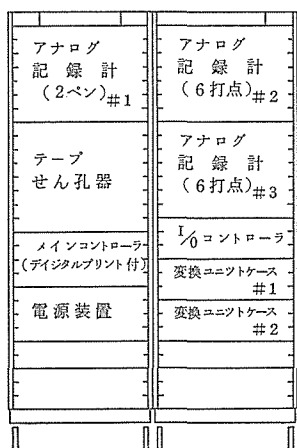 アナログ
記録計
(2ペン)#1
テープ
せん孔器
メインコントローラ
(デイジタルプリント付)
電源装置
アナログ
記録計
(6打点)#2
アナログ
記録計
(6打点)#3
I/Oコントローラ
変換ユニツトケース
#1
変換ユニツトケース
#2